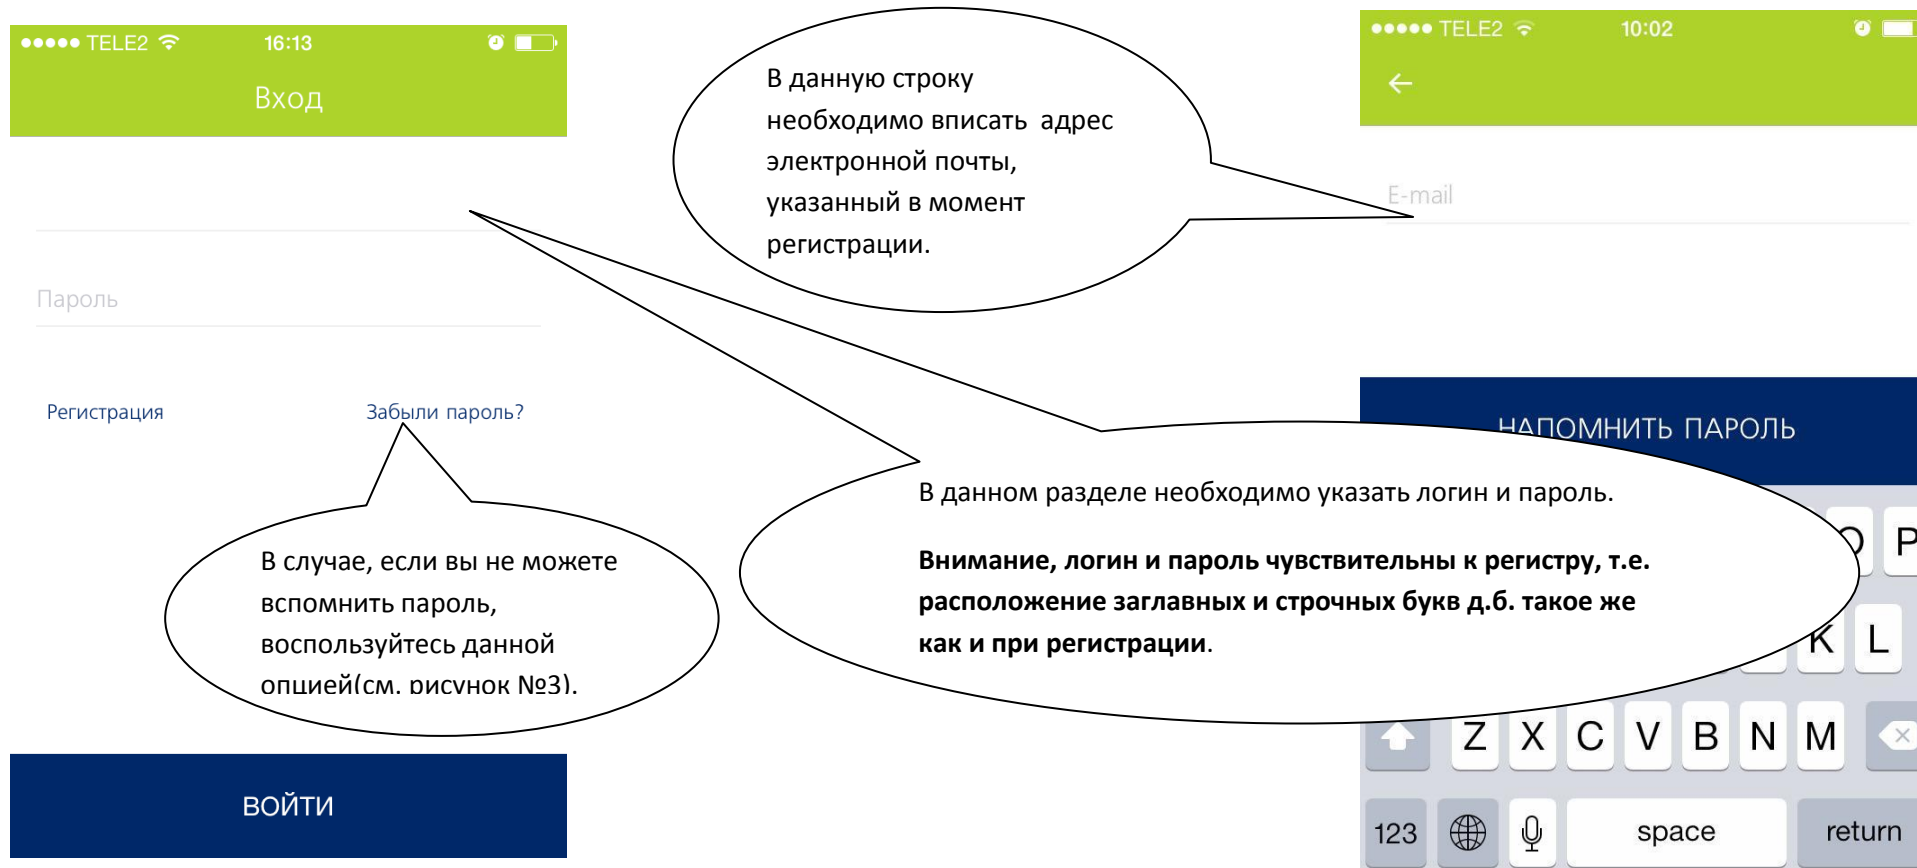 TELE2 16:13
Вход
Пароль
Регистрация Забыли пароль?
В случае, если вы не можете
вспомнить пароль,
воспользуйтесь данной
опцией(см. рисунок №3).
ВОЙТИ
В данную строку
необходимо вписать адрес
электронной почты,
указанный в момент
регистрации.
В данном разделе необходимо указать логин и пароль.
Внимание, логин и пароль чувствительны к регистру, т.е.
расположение заглавных и строчных букв д.б. такое же
как и при регистрации.
TELE2 10:02
E-mail
НАПОМНИТЬ ПАРОЛЬ
O P
K L
Z X C V B N M
123 space return